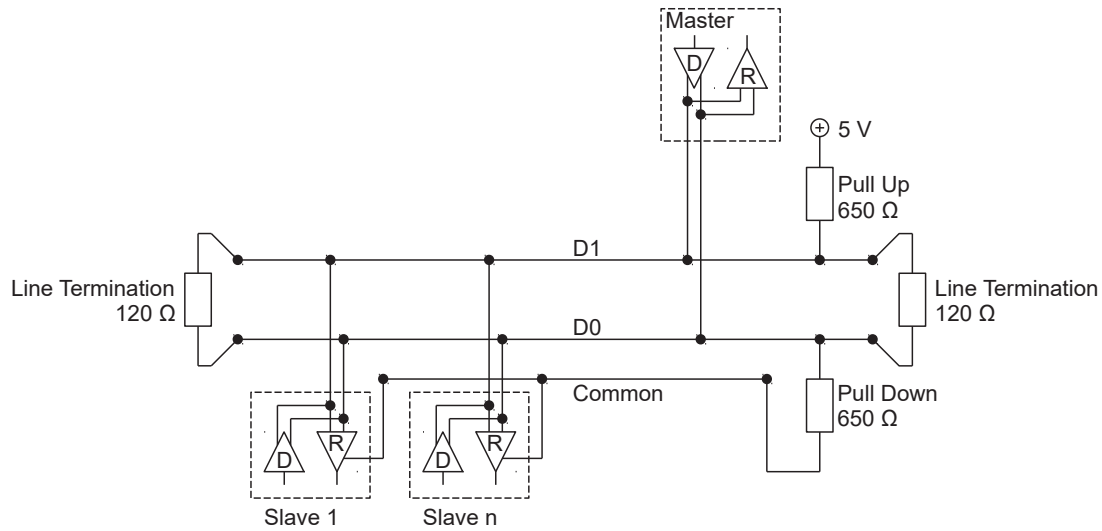 Master
D
R
5 V
Pull Up
650 Ω
D1
Line Termination
120 Ω
Line Termination
120 Ω
D0
Common
Pull Down
650 Ω
D
R
D
R
Slave 1
Slave n